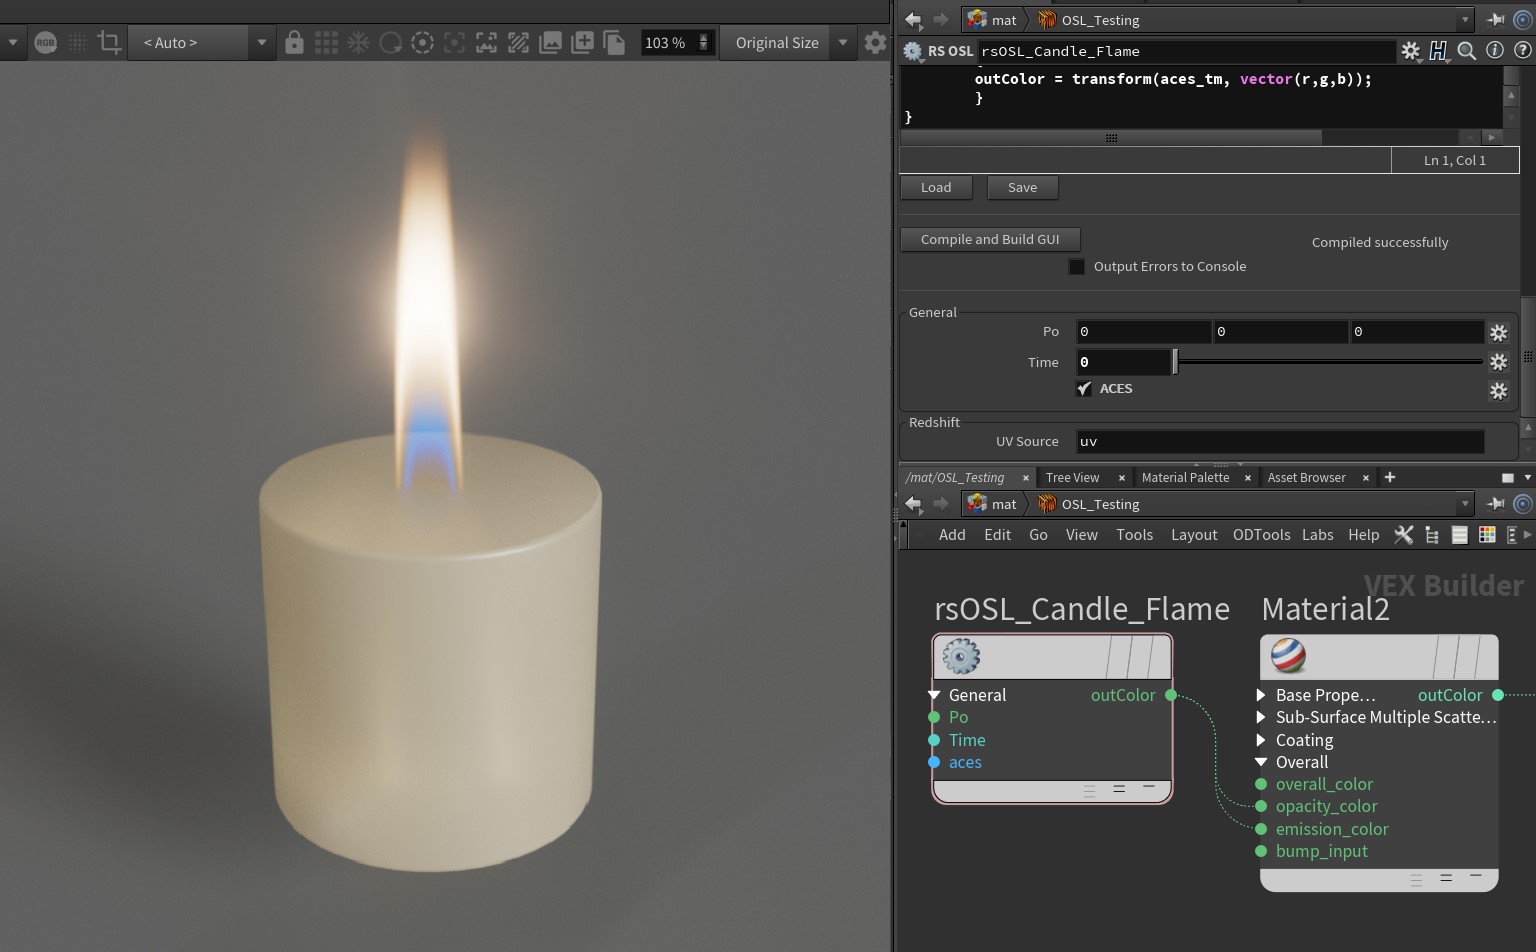 RGB
< Auto >
103 %
Original Size
mat
OSL_Testing
RS OSL
rsOSL_Candle_Flame
outColor = transform(aces_tm, vector(r,g,b));
}
}
Ln 1, Col 1
Load
Save
Compile and Build GUI
Compiled successfully
Output Errors to Console
General
Po
0
0
0
Time
0
ACES
Redshift
UV Source
uv
/mat/OSL_Testing
Tree View
Material Palette
Asset Browser
mat
OSL_Testing
Add
Edit
Go
View
Tools
Layout
ODTools
Labs
Help
VEX Builder
rsOSL_Candle_Flame
General
outColor
Po
Time
aces
Material2
Base Prope...
outColor
Sub-Surface Multiple Scatte...
Coating
Overall
overall_color
opacity_color
emission_color
bump_input